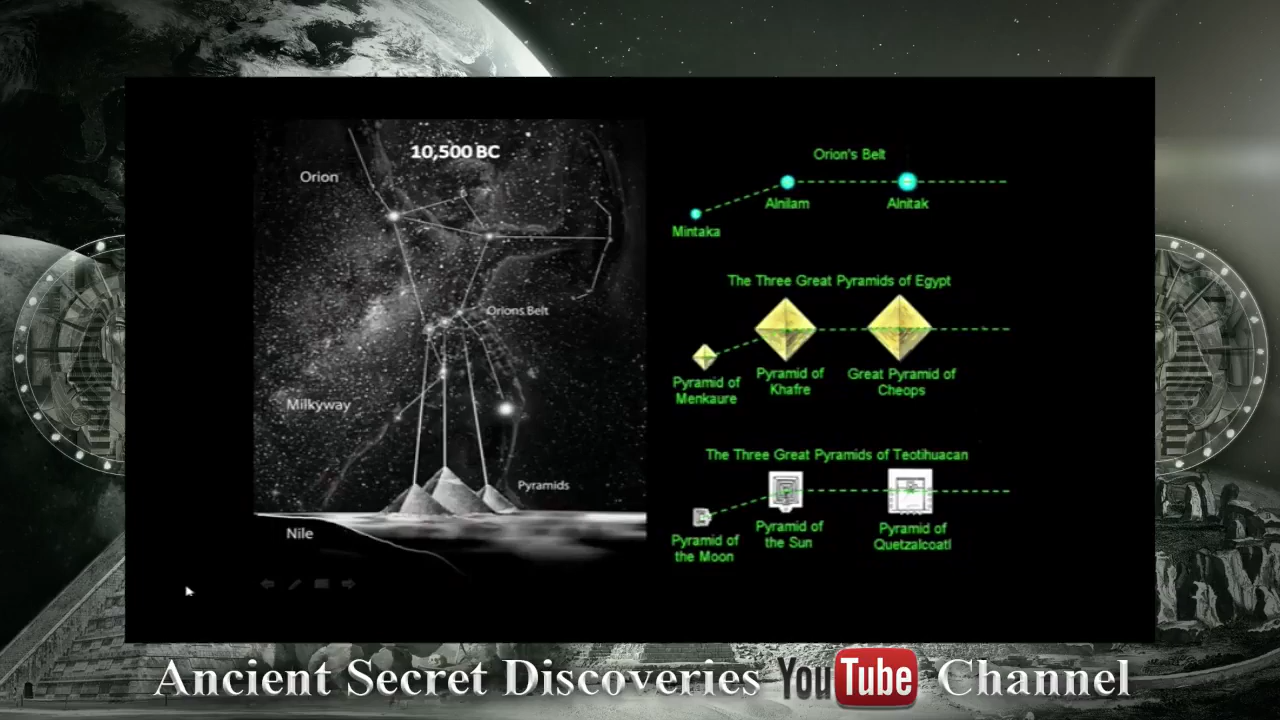 10,500 BC
Orion
Orions Belt
Milkyway
Pyramids
Nile
Orion's Belt
Alnilam
Alnitak
Mintaka
The Three Great Pyramids of Egypt
Pyramid of
Menkaure
Pyramid of
Khafre
Great Pyramid of
Cheops
The Three Great Pyramids of Teotihuacan
Pyramid of
the Moon
Pyramid of
the Sun
Pyramid of
Quetzalcoatl
Ancient Secret Discoveries YouTube Channel